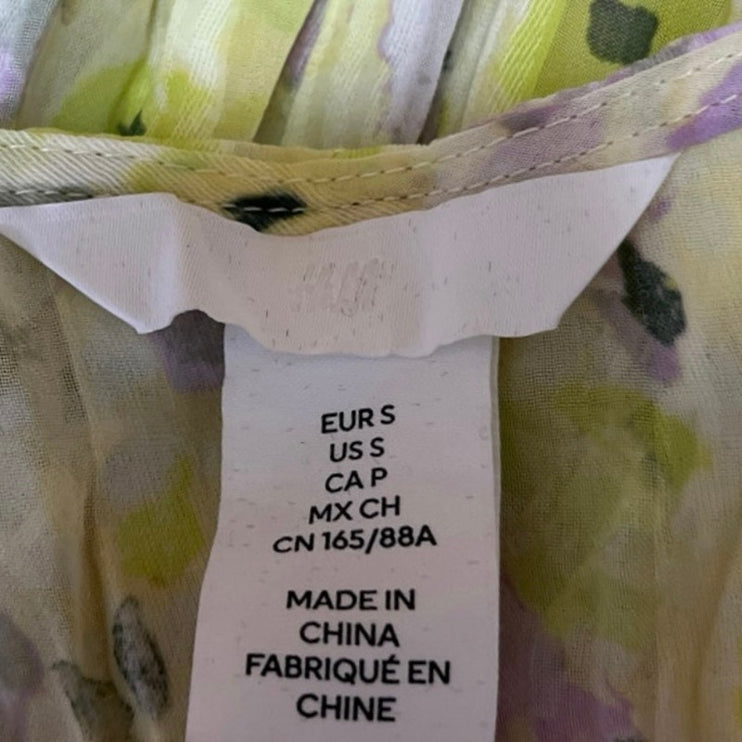 H&M
EUR S
US S
CA P
MX CH
CN 165/88A
MADE IN
CHINA
FABRIQUÉ EN
CHINE